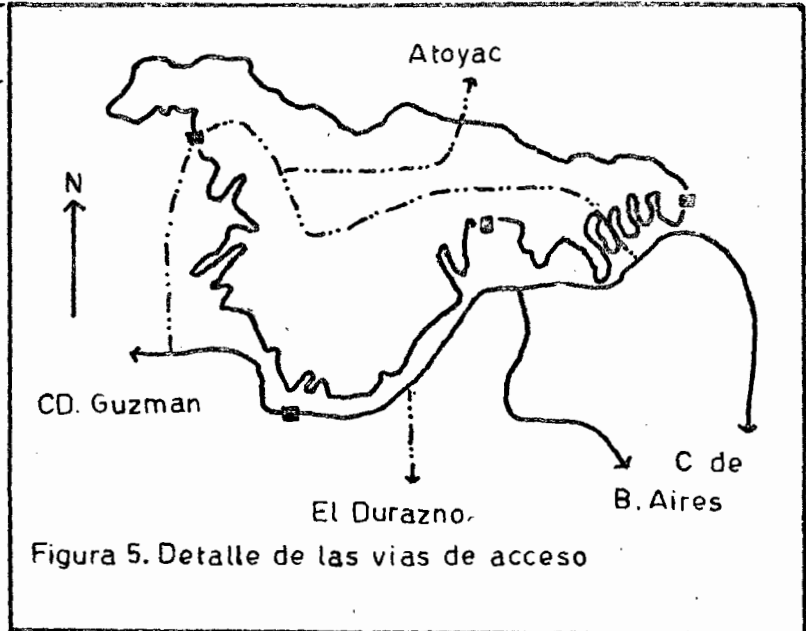 Atoyac
N
CD. Guzman
C de
B. Aires
El Durazno
Figura 5. Detalle de las vias de acceso